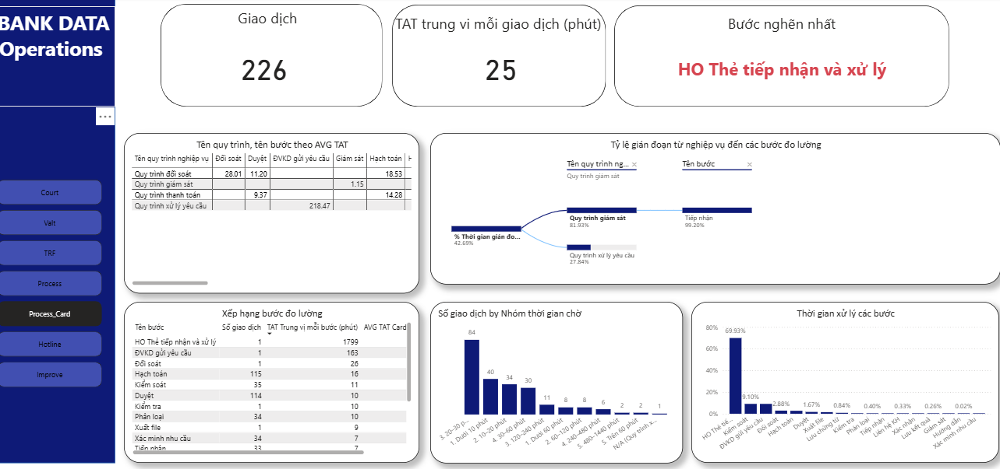 BANK DATA
Operations
...
Court
Valt
TRF
Process
Process_Card
Hotline
Improve
Giao dịch
226
TAT trung vi mỗi giao dịch (phút)
25
Bước nghẽn nhất
HO Thẻ tiếp nhận và xử lý
Tên quy trình, tên bước theo AVG TAT
Tên quy trình nghiệp vụ Đối soát Duyệt ĐVKD gửi yêu cầu Giám sát Hạch toán
Quy trình đối soát 28.01 11.20 18.53
Quy trình giám sát 1.15
Quy trình thanh toán 9.37 14.28
Quy trình xử lý yêu cầu 218.47
Tỷ lệ gián đoạn từ nghiệp vụ đến các bước đo lường
Tên quy trình ng... × Tên bước ×
Quy trình giám sát
% Thời gian gián đo...
42.69%
Quy trình giám sát
81.93%
Quy trình xử lý yêu cầu
27.84%
Tiếp nhận
99.20%
Xếp hạng bước đo lường
Tên bước Số giao dịch TAT Trung vị mỗi bước (phút) AVG TAT Card
HO Thẻ tiếp nhận và xử lý 1 1799
ĐVKD gửi yêu cầu 1 163
Đối soát 1 26
Hạch toán 115 16
Kiểm soát 35 11
Duyệt 114 10
Kiểm tra 1 10
Phân loại 34 10
Xuất file 1 9
Xác minh nhu cầu 34 7
Tiếp nhận 33 7
Số giao dịch by Nhóm thời gian chờ
84
40
34
30
11
8
8
6
2
2
1
3. 20–30 p...
1. Dưới 10 phút
2. 10–20 phút
4. 30–60 phút
3. 120–240 phút
1. Dưới 60 phút
2. 60–120 phút
4. 240–480 phút
5. 480–1440 phút
5. Trên 60 phút
N/A (Quy trình x...
Thời gian xử lý các bước
80%
60%
40%
20%
0%
69.93%
9.10%
2.88%
1.67%
0.84%
0.40%
0.33%
0.26%
0.02%
HO Thẻ tiế...
Kiểm soát
ĐVKD gửi yêu cầu
Đối soát
Hạch toán
Duyệt
Xuất file
Lưu chứng từ
Kiểm tra
Phân loại
Tiếp nhận
Liên hệ KH
Xác nhận
Lưu kết quả
Giám sát
Hướng dẫn
Xác minh nhu cầu